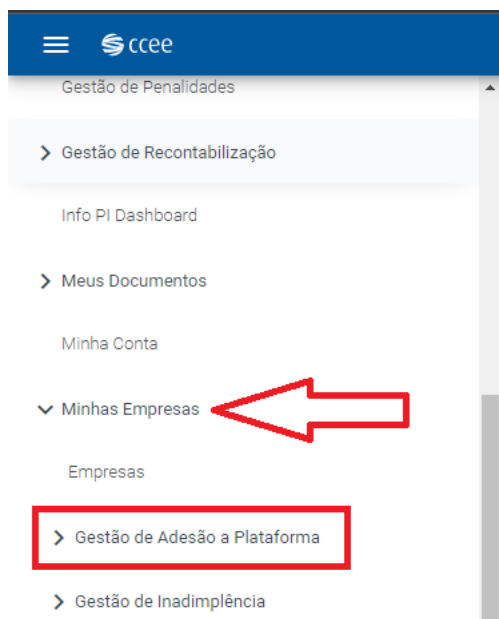 ccee
Gestão de Penalidades
Gestão de Recontabilização
Info PI Dashboard
Meus Documentos
Minha Conta
Minhas Empresas
Empresas
Gestão de Adesão a Plataforma
Gestão de Inadimplência